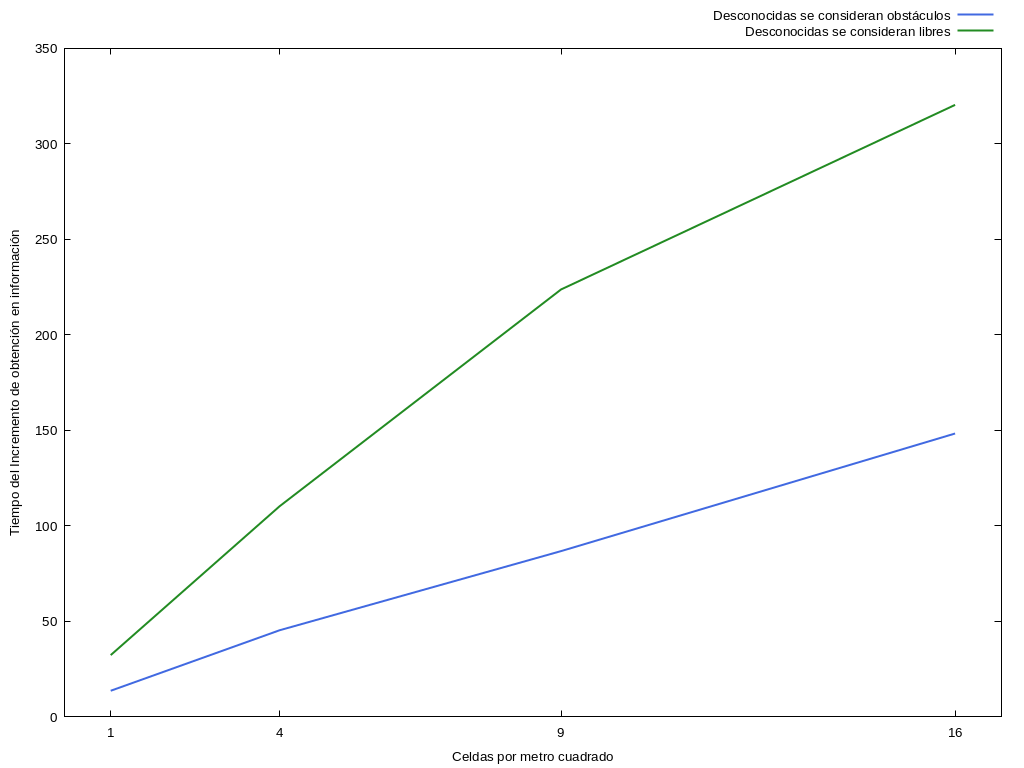 Desconocidas se consideran obstáculos
Desconocidas se consideran libres
350
300
250
200
150
100
50
0
Tiempo del Incremento de obtención en información
1 4 9 16
Celdas por metro cuadrado